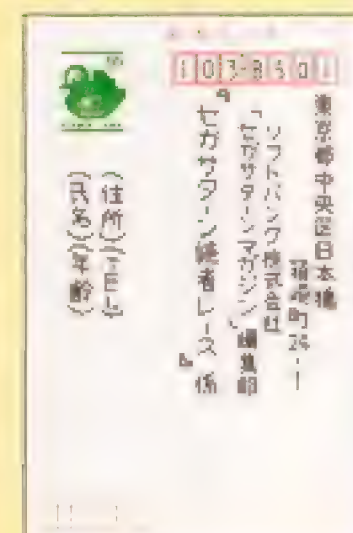 103-8501
東京都中央区日本橋
箱崎町24-1
ソフトバンク株式会社
「セガサターンマガジン」編集部
『セガサターン読者レース』係
(住所)(TEL)
(氏名)(年齢)